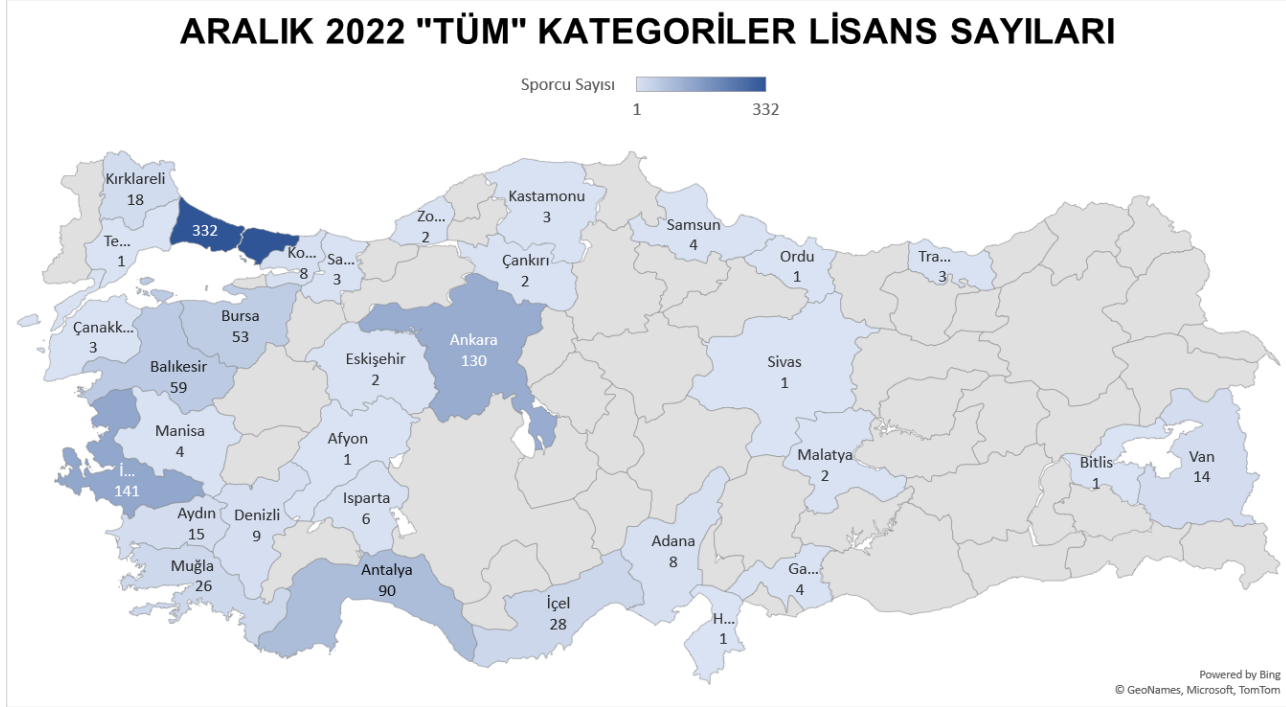 ARALIK 2022 "TÜM" KATEGORİLER LİSANS SAYILARI
Sporcu Sayısı
1
332
Kırklareli
18
332
Te...
1
Ko...
8
Sa...
3
Zo...
2
Kastamonu
3
Çankırı
2
Samsun
4
Ordu
1
Tra...
3
Çanakk...
3
Bursa
53
Balıkesir
59
Eskişehir
2
Ankara
130
Sivas
1
Manisa
4
Afyon
1
Malatya
2
Bitlis
1
Van
14
İ...
141
Isparta
6
Aydın
15
Denizli
9
Muğla
26
Antalya
90
İçel
28
Adana
8
Ga...
4
H...
1
Powered by Bing
© GeoNames, Microsoft, TomTom